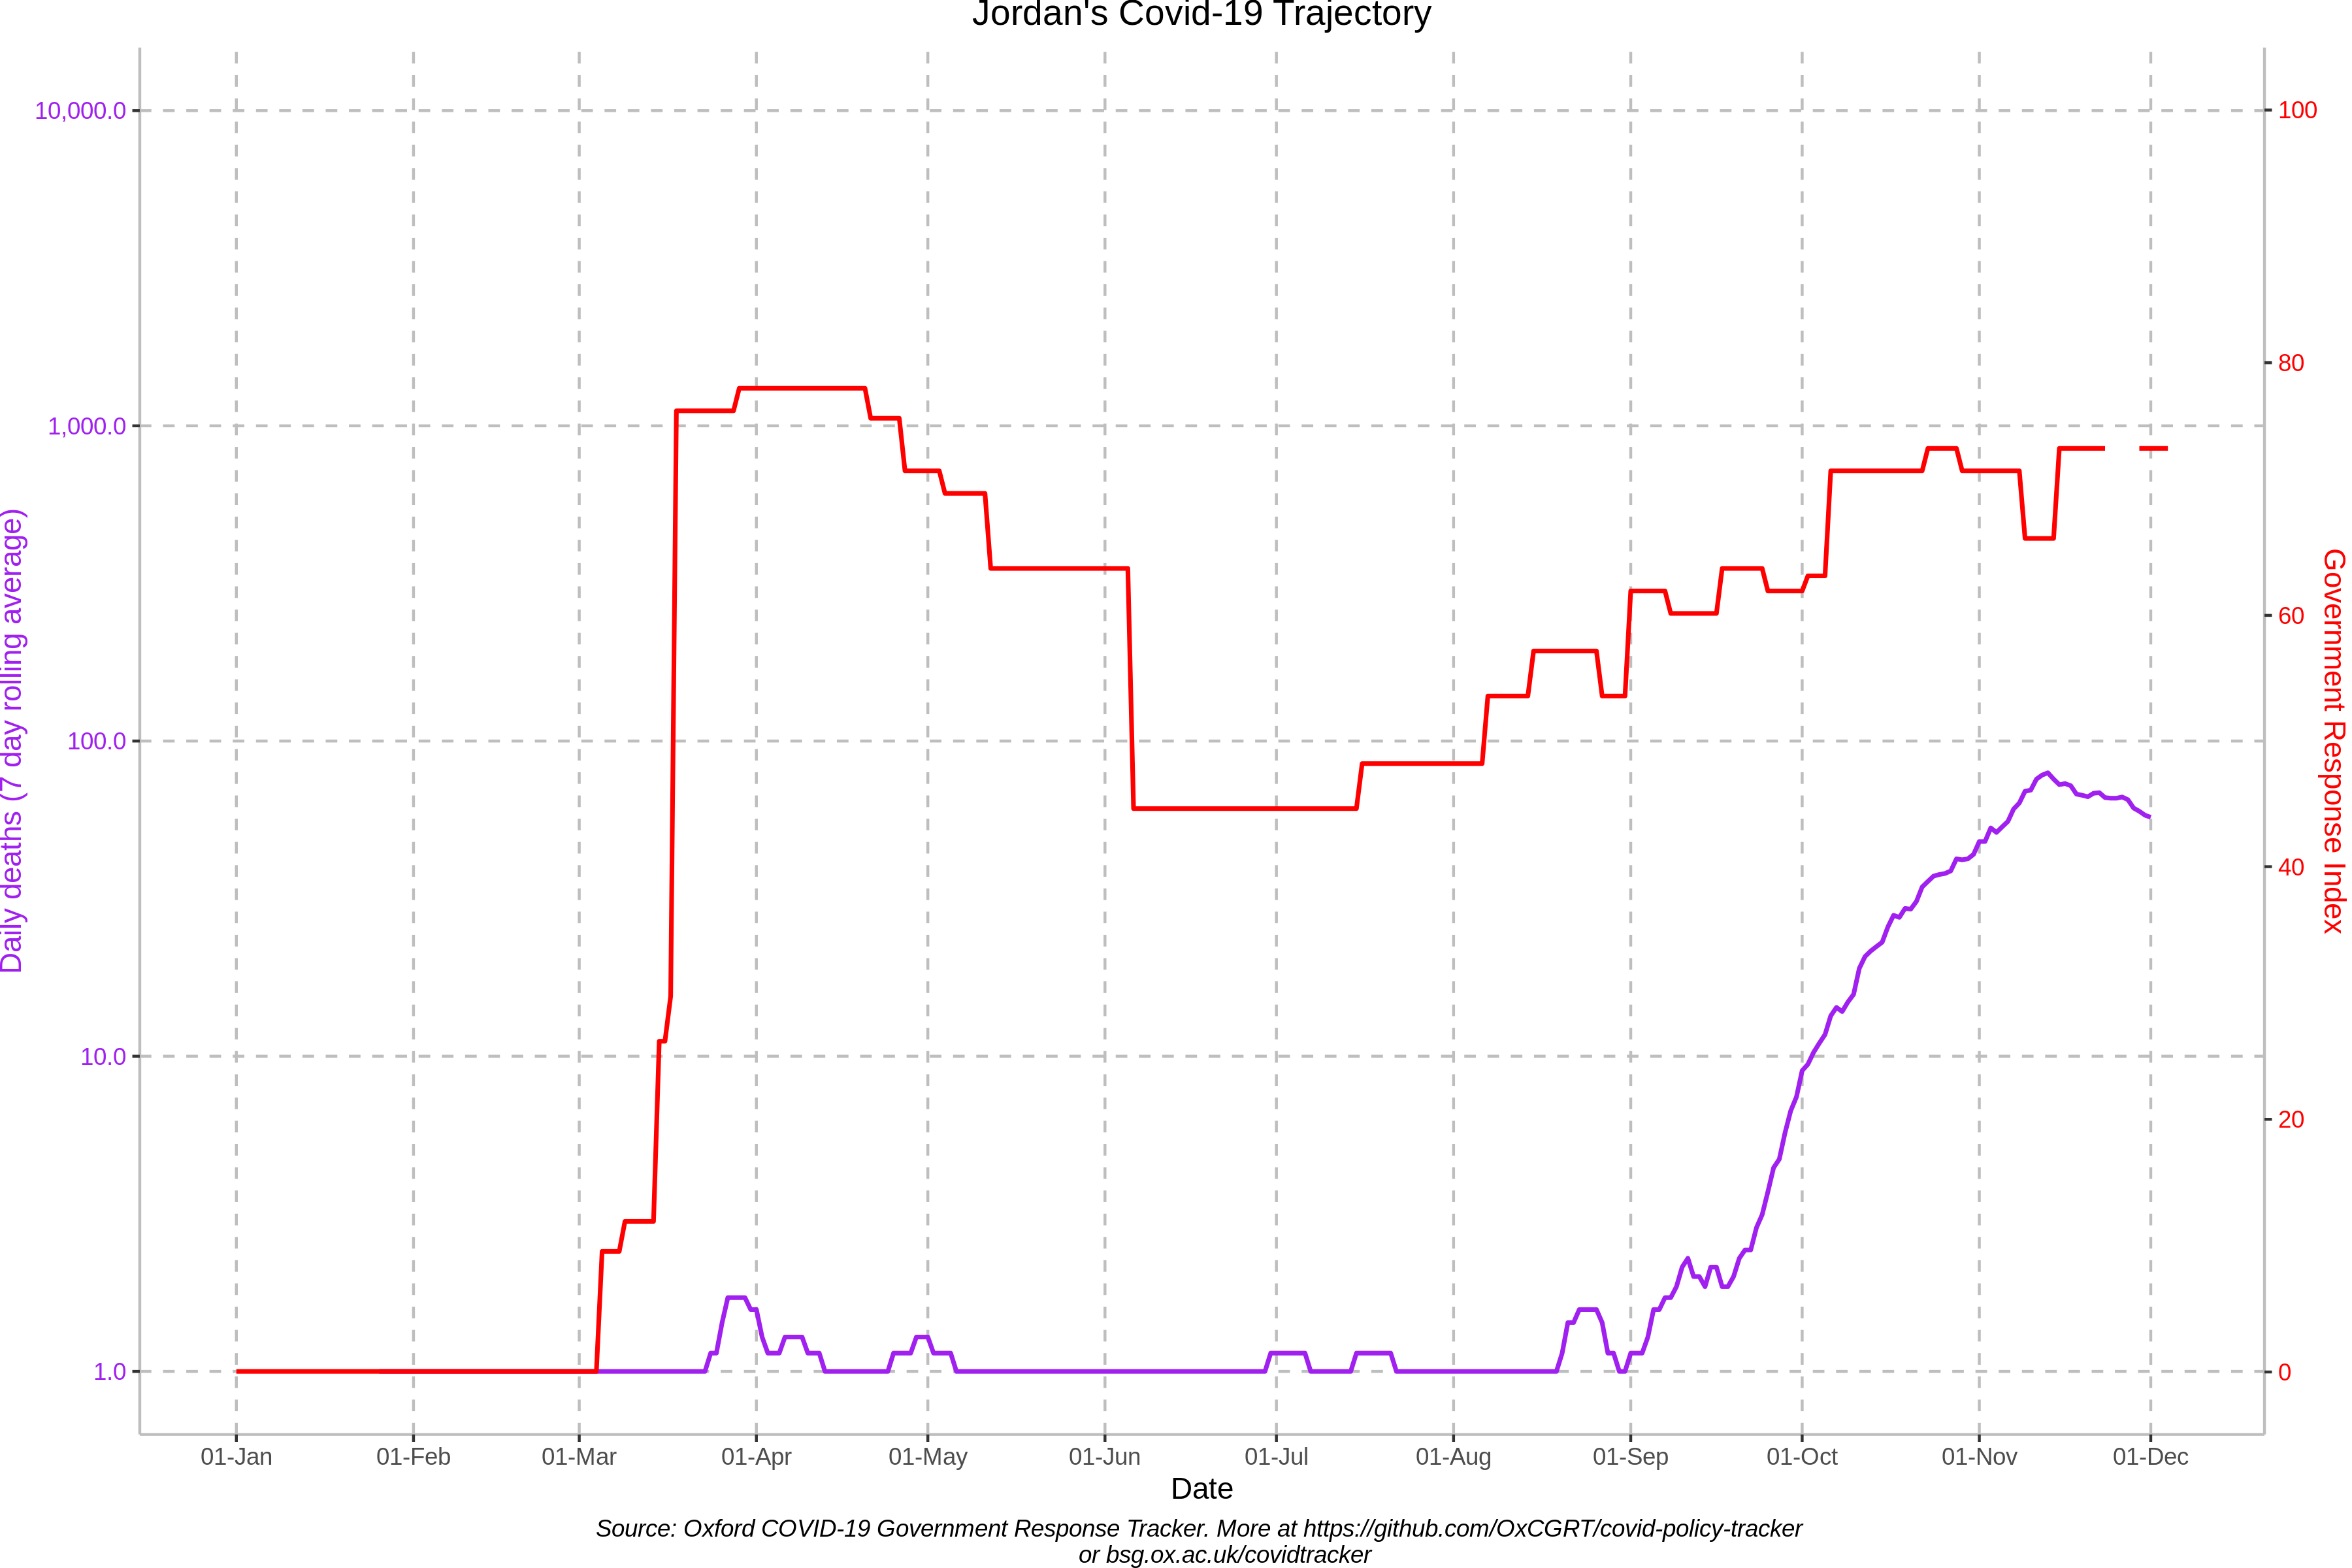 Jordan's Covid-19 Trajectory
10,000.0
1,000.0
100.0
10.0
1.0
Daily deaths (7 day rolling average)
100
80
60
40
20
0
Government Response Index
01-Jan 01-Feb 01-Mar 01-Apr 01-May 01-Jun 01-Jul 01-Aug 01-Sep 01-Oct 01-Nov 01-Dec
Date
Source: Oxford COVID-19 Government Response Tracker. More at https://github.com/OxCGRT/covid-policy-tracker
or bsg.ox.ac.uk/covidtracker